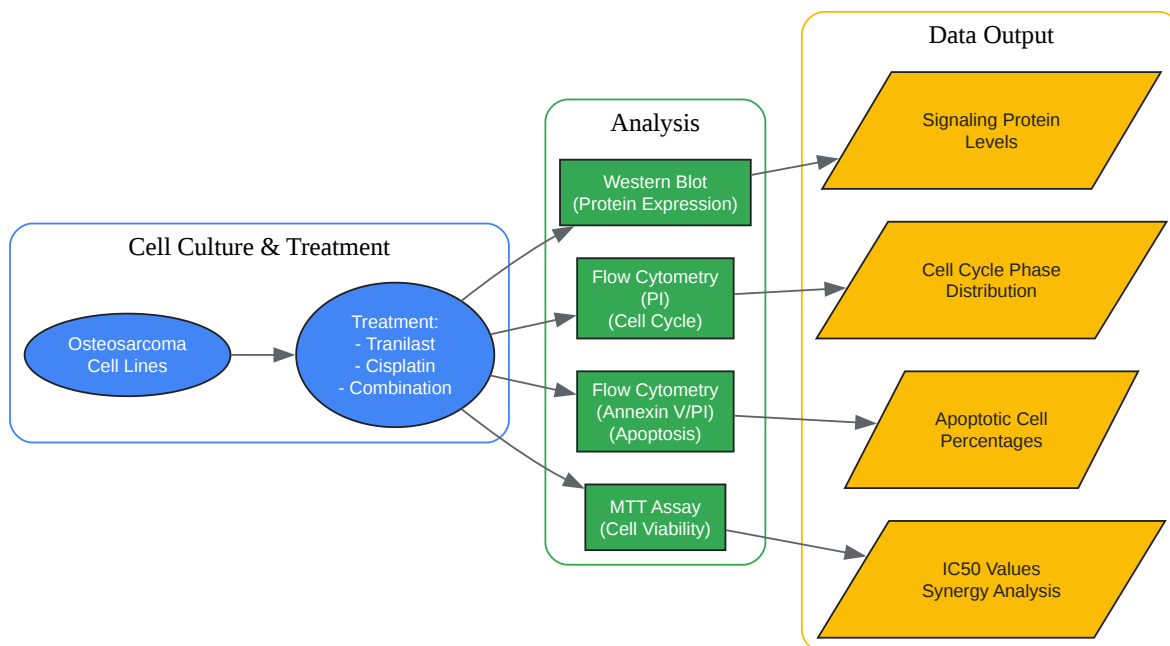 Cell Culture & Treatment
Osteosarcoma
Cell Lines
Treatment:
- Tranilast
- Cisplatin
- Combination
Analysis
Western Blot
(Protein Expression)
Flow Cytometry
(PI)
(Cell Cycle)
Flow Cytometry
(Annexin V/PI)
(Apoptosis)
MTT Assay
(Cell Viability)
Data Output
Signaling Protein
Levels
Cell Cycle Phase
Distribution
Apoptotic Cell
Percentages
IC50 Values
Synergy Analysis